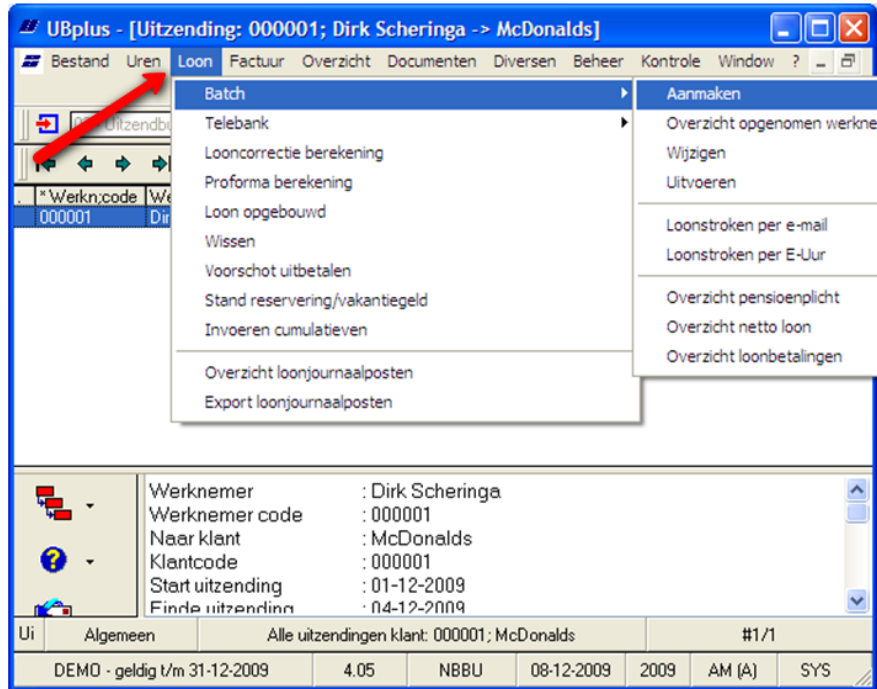 UBplus - [Uitzending: 000001; Dirk Scheringa -> McDonalds]
Bestand Uren Loon Factuur Overzicht Documenten Diversen Beheer Kontrole Window ?
Batch
Telebank
Looncorrectie berekening
Proforma berekening
Loon opgebouwd
Wissen
Voorschot uitbetalen
Stand reservering/vakantiegeld
Invoeren cumulatieven
Overzicht loonjournaalposten
Export loonjournaalposten
Aanmaken
Overzicht opgenomen werkne
Wijzigen
Uitvoeren
Loonstroken per e-mail
Loonstroken per E-Uur
Overzicht pensioenplicht
Overzicht netto loon
Overzicht loonbetalingen
. * Werkn;code We
000001 Dir
Werknemer : Dirk Scheringa
Werknemer code : 000001
Naar klant : McDonalds
Klantcode : 000001
Start uitzending : 01-12-2009
Einde uitzending : 04-12-2009
Ui Algemeen Alle uitzendingen klant: 000001; McDonalds #1/1
DEMO - geldig t/m 31-12-2009 4.05 NBBU 08-12-2009 2009 AM (A) SYS